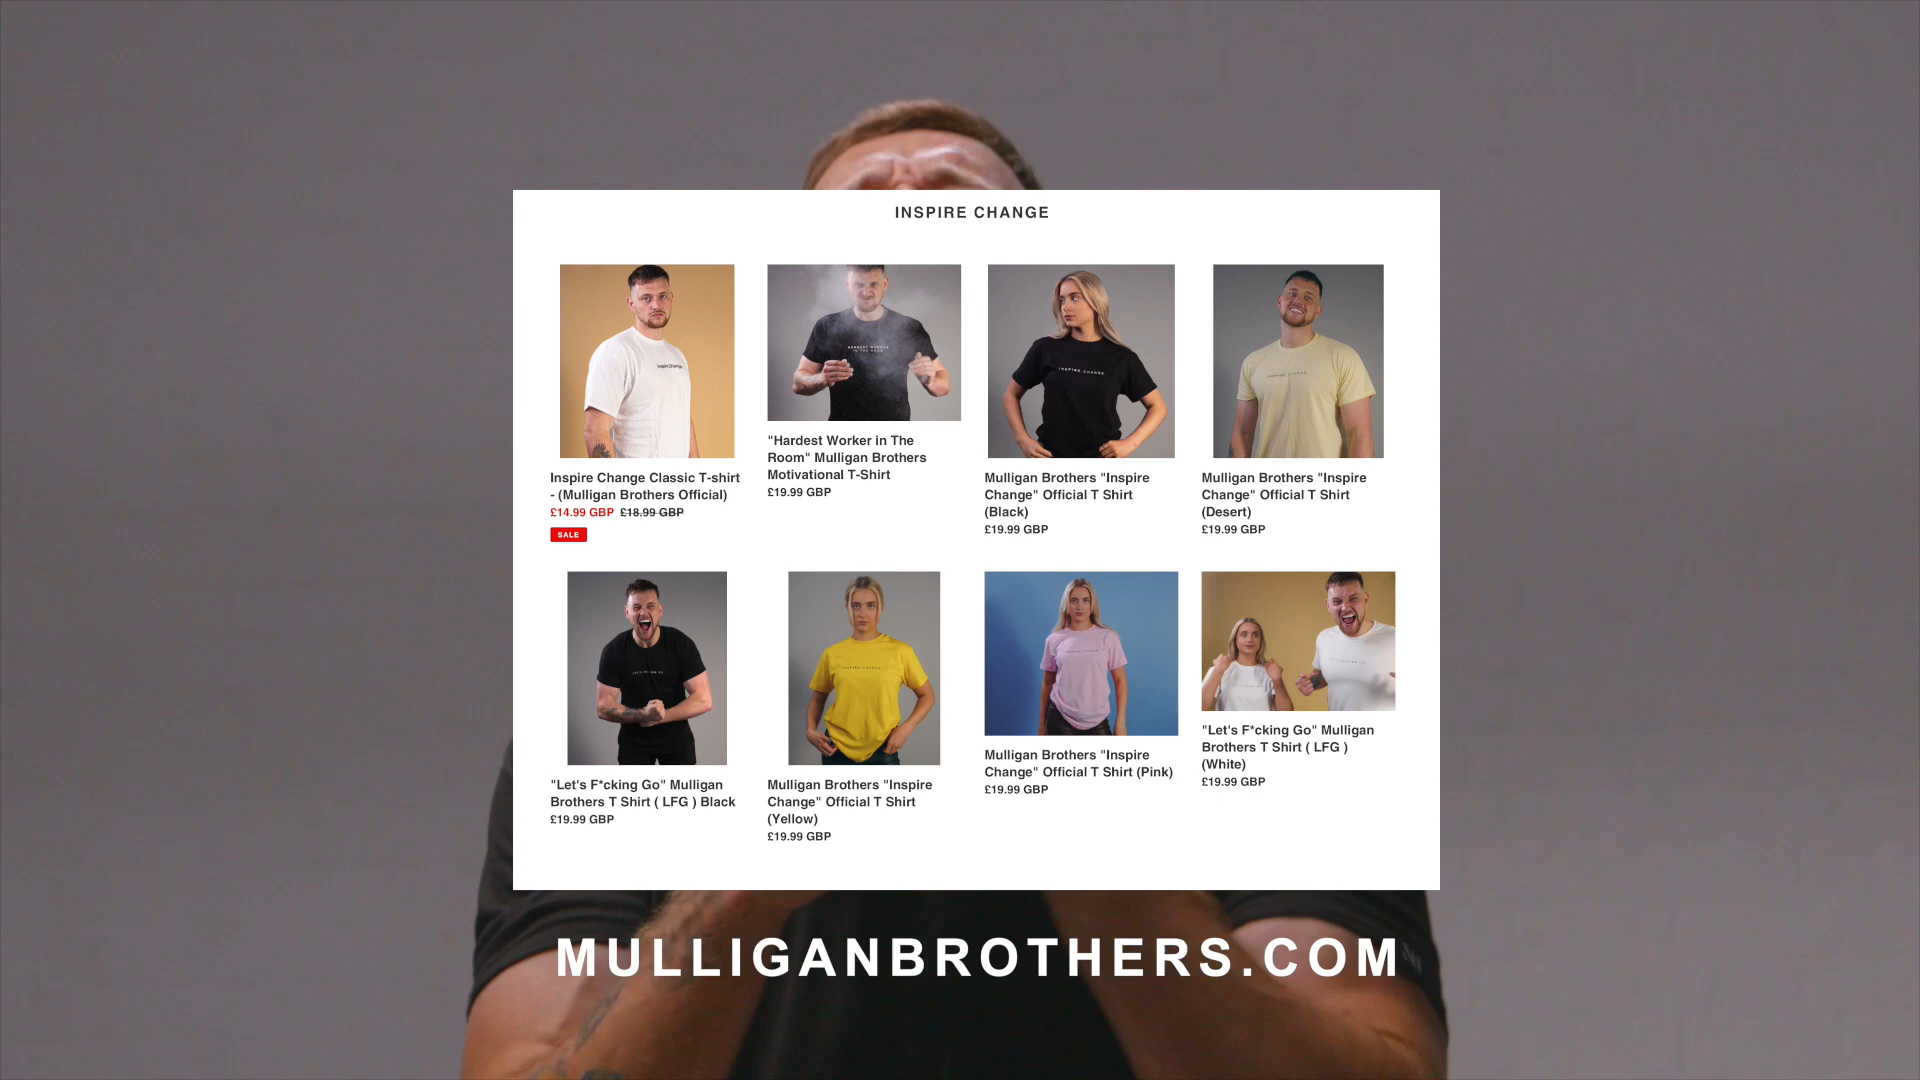 INSPIRE CHANGE
Inspire Change Classic T-shirt
- (Mulligan Brothers Official)
£14.99 GBP £18.99 GBP
SALE
"Hardest Worker in The
Room" Mulligan Brothers
Motivational T-Shirt
£19.99 GBP
Mulligan Brothers "Inspire
Change" Official T Shirt
(Black)
£19.99 GBP
Mulligan Brothers "Inspire
Change" Official T Shirt
(Desert)
£19.99 GBP
"Let's F*cking Go" Mulligan
Brothers T Shirt ( LFG ) Black
£19.99 GBP
Mulligan Brothers "Inspire
Change" Official T Shirt
(Yellow)
£19.99 GBP
Mulligan Brothers "Inspire
Change" Official T Shirt (Pink)
£19.99 GBP
"Let's F*cking Go" Mulligan
Brothers T Shirt ( LFG )
(White)
£19.99 GBP
MULLIGANBROTHERS.COM